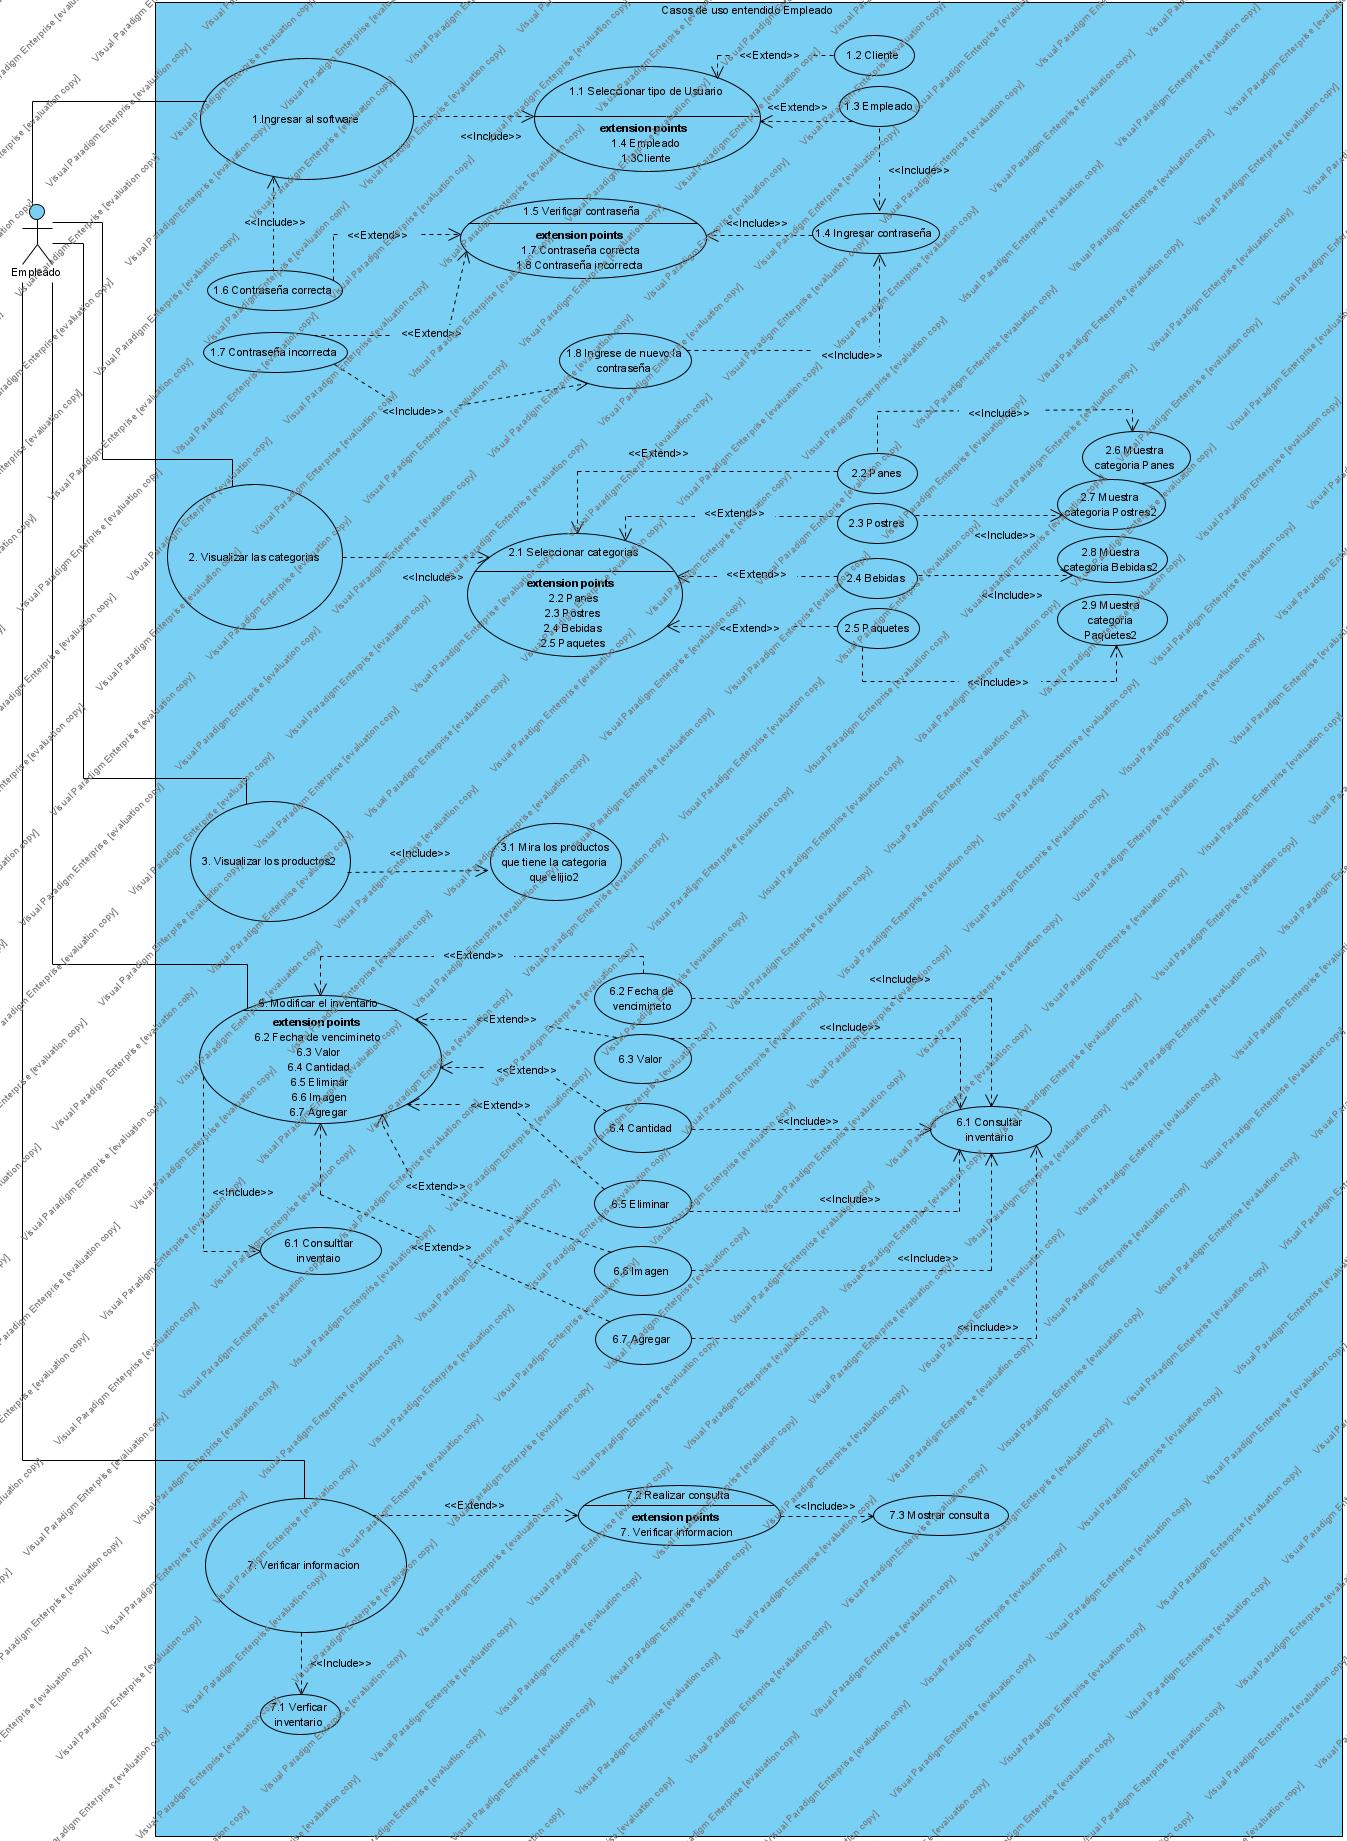 Casos de uso entendido Empleado
Empleado
1.Ingresar al software
<<Include>>
1.1 Seleccionar tipo de Usuario
extension points
1.4 Empleado
1.3Cliente
<<Extend>>
1.2 Cliente
<<Extend>>
1.3 Empleado
<<Include>>
1.4 Ingresar contraseña
<<Include>>
1.5 Verificar contraseña
extension points
1.7 Contraseña correcta
1.8 Contraseña incorrecta
<<Extend>>
<<Include>>
1.6 Contraseña correcta
<<Extend>>
1.7 Contraseña incorrecta
<<Include>>
1.8 Ingrese de nuevo la
contraseña
<<Include>>
2. Visualizar las categorias
<<Include>>
2.1 Seleccionar categorias
extension points
2.2 Panes
2.3 Postres
2.4 Bebidas
2.5 Paquetes
<<Extend>>
2.2 Panes
<<Include>>
2.6 Muestra
categoria Panes
<<Extend>>
2.3 Postres
<<Include>>
2.7 Muestra
categoria Postres2
<<Extend>>
2.4 Bebidas
<<Include>>
2.8 Muestra
categoria Bebidas2
<<Extend>>
2.5 Paquetes
<<Include>>
2.9 Muestra
categoria
Paquetes2
3. Visualizar los productos2
<<Include>>
3.1 Mira los productos
que tiene la categoria
que elijio2
6. Modificar el inventario
extension points
6.2 Fecha de vencimineto
6.3 Valor
6.4 Cantidad
6.5 Eliminar
6.6 Imagen
6.7 Agregar
<<Extend>>
6.2 Fecha de
vencimineto
<<Include>>
<<Extend>>
6.3 Valor
<<Include>>
<<Extend>>
6.4 Cantidad
<<Include>>
6.1 Consultar
inventario
<<Extend>>
6.5 Eliminar
<<Include>>
<<Extend>>
6.6 Imagen
<<Include>>
<<Extend>>
6.7 Agregar
<<Include>>
<<Include>>
6.1 Consulttar
inventaio
7. Verificar informacion
<<Extend>>
7.2 Realizar consulta
extension points
7. Verificar informacion
<<Include>>
7.3 Mostrar consulta
<<Include>>
7.1 Verficar
inventario
Visual Paradigm Enterprise [evaluation copy]